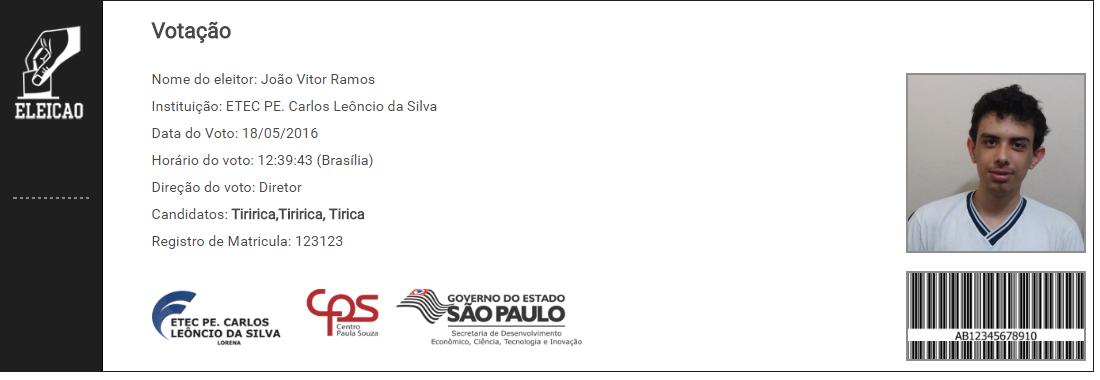 ELEICAO
Votação
Nome do eleitor: João Vitor Ramos
Instituição: ETEC PE. Carlos Leôncio da Silva
Data do Voto: 18/05/2016
Horário do voto: 12:39:43 (Brasília)
Direção do voto: Diretor
Candidatos: Tiririca,Tiririca, Tirica
Registro de Matricula: 123123
ETEC PE. CARLOS
LEÔNCIO DA SILVA
LORENA
CPS
Centro
Paula Souza
GOVERNO DO ESTADO
SÃO PAULO
Secretaria de Desenvolvimento
Econômico, Ciência, Tecnologia e Inovação
AB12345678910